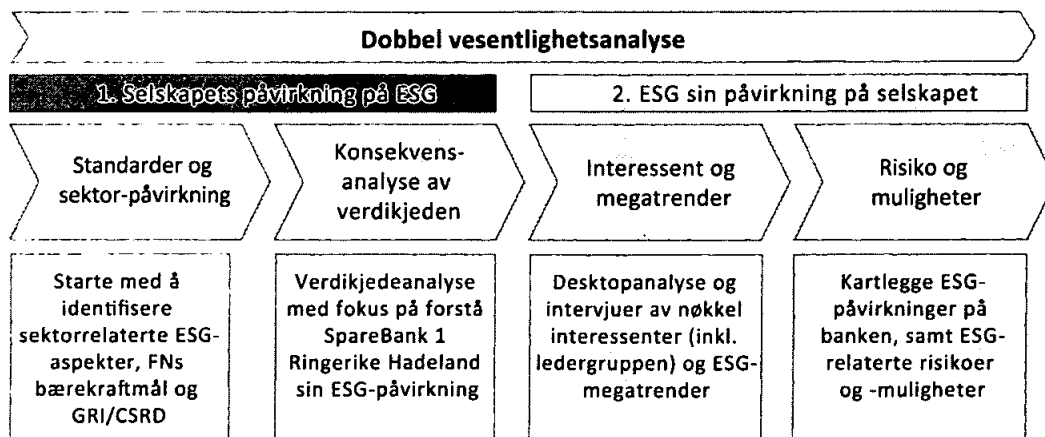 Dobbel vesentlighetsanalyse
1. Selskapets påvirkning på ESG
2. ESG sin påvirkning på selskapet
Standarder og
sektor-påvirkning
Konsekvens-
analyse av
verdikjeden
Interessent og
megatrender
Risiko og
muligheter
Starte med å
identifisere
sektorrelaterte ESG-
aspekter, FNs
bærekraftmål og
GRI/CSRD
Verdikjedeanalyse
med fokus på forstå
SpareBank 1
Ringerike Hadeland
sin ESG-påvirkning
Desktopanalyse og
intervjuer av nøkkel
interessenter (inkl.
ledergruppen) og ESG-
megatrender
Kartlegge ESG-
påvirkninger på
banken, samt ESG-
relaterte risikoer
og -muligheter